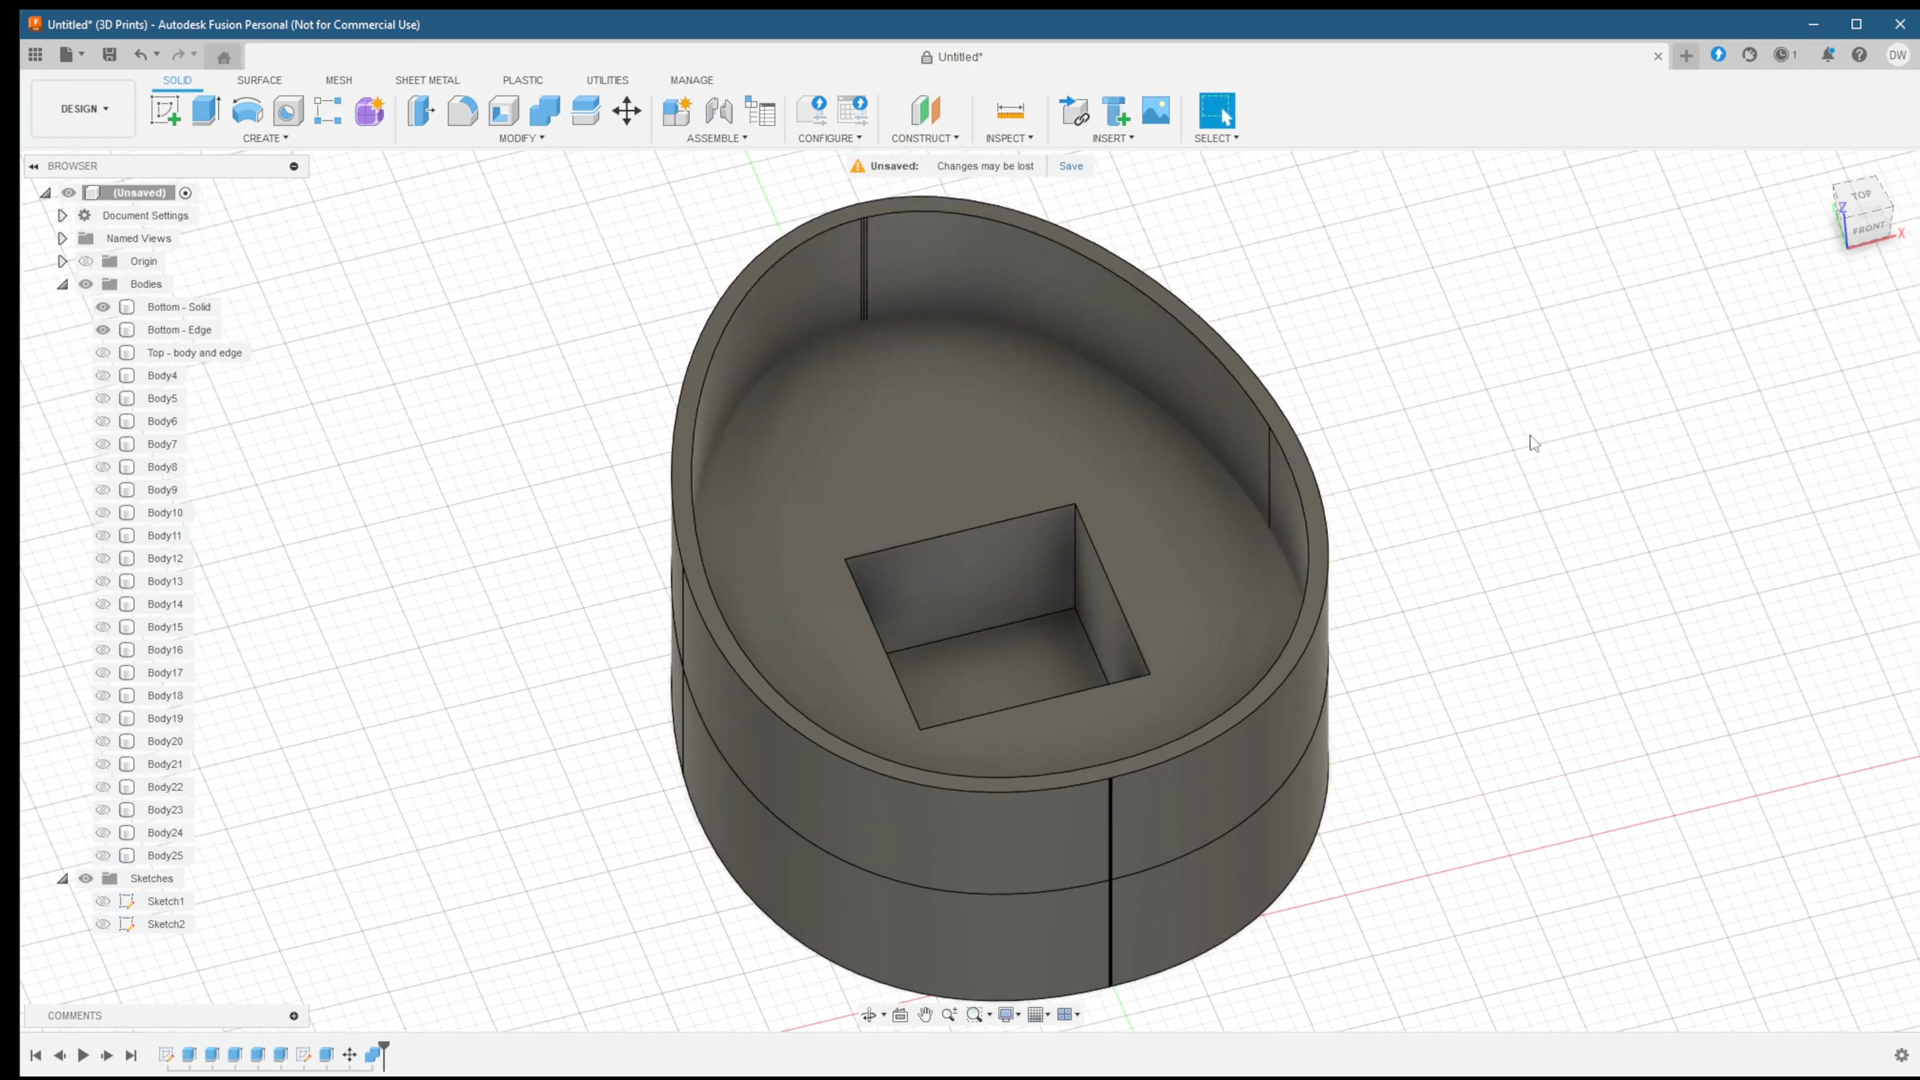 Untitled* (3D Prints) - Autodesk Fusion Personal (Not for Commercial Use)
Untitled*
1
DW
SOLID SURFACE MESH SHEET METAL PLASTIC UTILITIES MANAGE
DESIGN
CREATE MODIFY ASSEMBLE CONFIGURE CONSTRUCT INSPECT INSERT SELECT
BROWSER
Unsaved: Changes may be lost Save
(Unsaved)
Document Settings
Named Views
Origin
Bodies
Bottom - Solid
Bottom - Edge
Top - body and edge
Body4
Body5
Body6
Body7
Body8
Body9
Body10
Body11
Body12
Body13
Body14
Body15
Body16
Body17
Body18
Body19
Body20
Body21
Body22
Body23
Body24
Body25
Sketches
Sketch1
Sketch2
TOP
Z
FRONT
X
COMMENTS